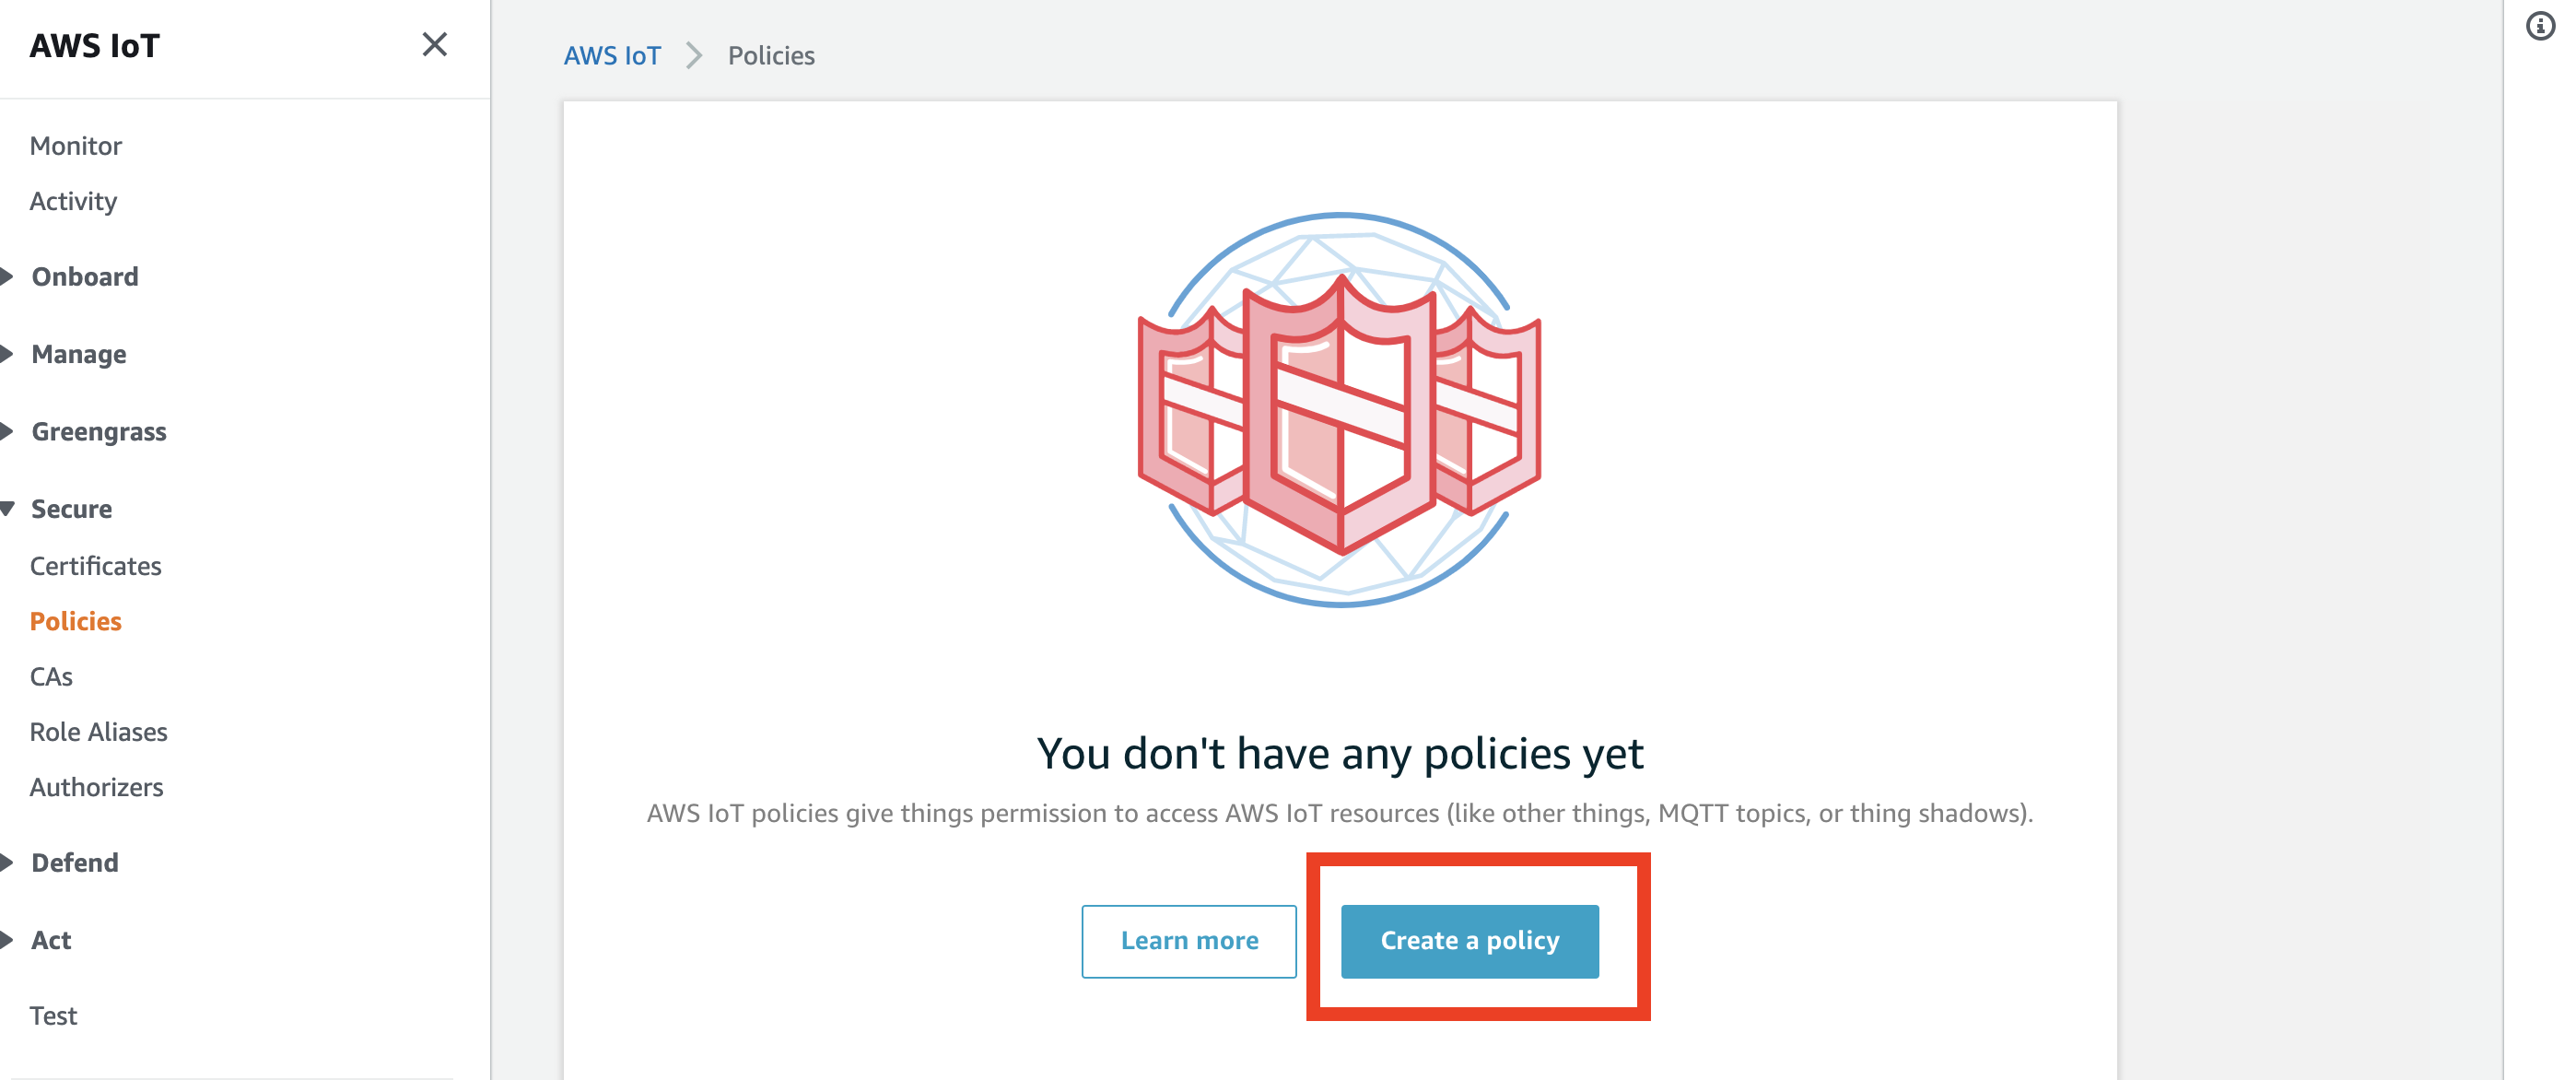 AWS IoT
Monitor
Activity
Onboard
Manage
Greengrass
Secure
Certificates
Policies
CAs
Role Aliases
Authorizers
Defend
Act
Test
AWS IoT > Policies
You don't have any policies yet
AWS IoT policies give things permission to access AWS IoT resources (like other things, MQTT topics, or thing shadows).
Learn more
Create a policy